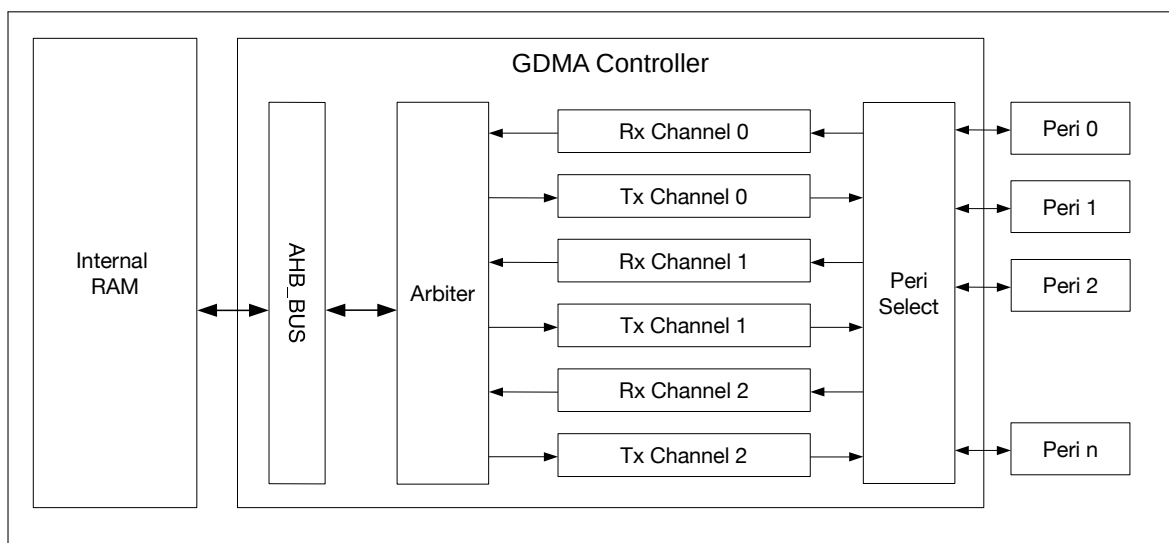 GDMA Controller
Internal
RAM
AHB_BUS
Arbiter
Rx Channel 0
Tx Channel 0
Rx Channel 1
Tx Channel 1
Rx Channel 2
Tx Channel 2
Peri
Select
Peri 0
Peri 1
Peri 2
Peri n